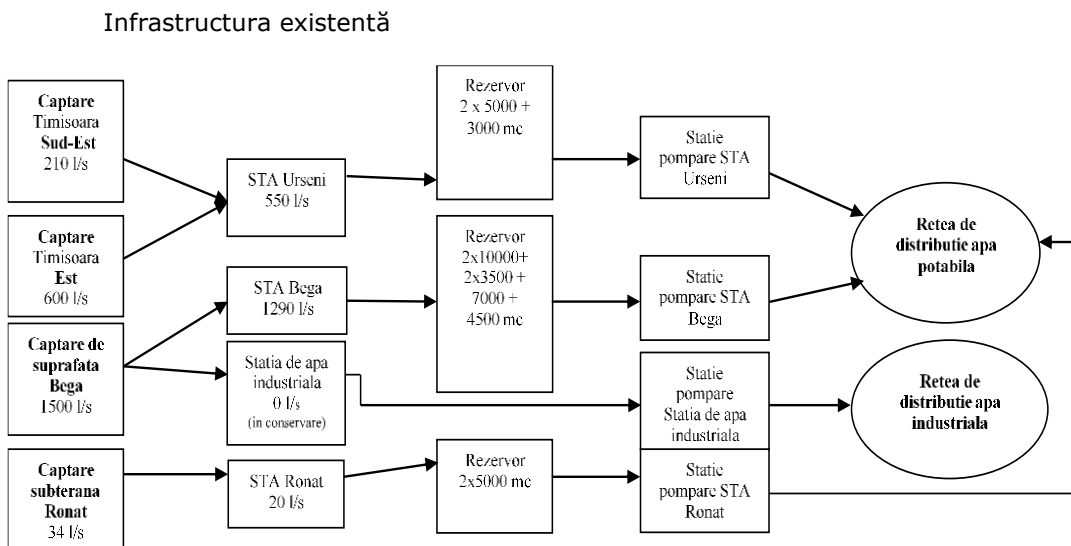 Infrastructura existentă
Captare
Timisoara
Sud-Est
210 l/s
Captare
Timisoara
Est
600 l/s
Captare de
suprafata
Bega
1500 l/s
Captare
subterana
Ronat
34 l/s
STA Urseni
550 l/s
STA Bega
1290 l/s
Statia de apa
industriala
0 l/s
(in conservare)
STA Ronat
20 l/s
Rezervor
2 x 5000 +
3000 mc
Rezervor
2x10000+
2x3500 +
7000 +
4500 mc
Rezervor
2x5000 mc
Statie
pompare STA
Urseni
Statie
pompare STA
Bega
Statie
pompare
Statia de apa
industriala
Statie
pompare STA
Ronat
Retea de
distributie apa
potabila
Retea de
distributie apa
industriala